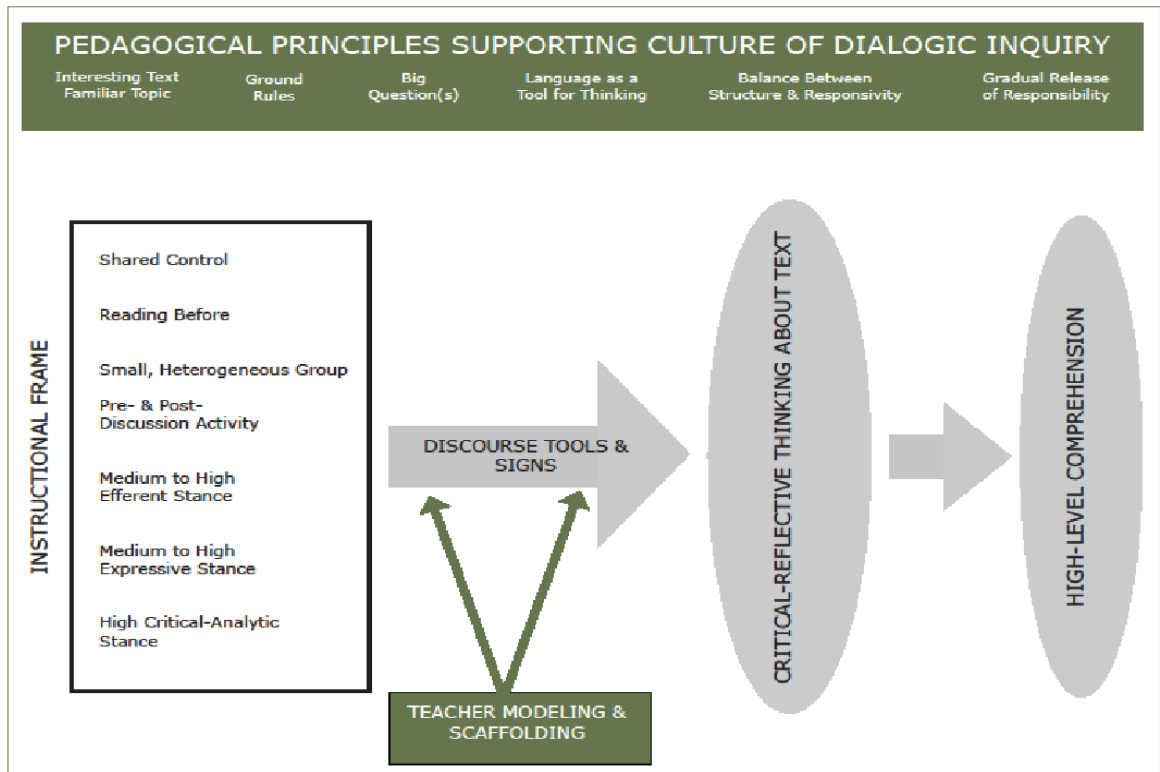 PEDAGOGICAL PRINCIPLES SUPPORTING CULTURE OF DIALOGIC INQUIRY
Interesting Text
Familiar Topic
Ground
Rules
Big
Question(s)
Language as a
Tool for Thinking
Balance Between
Structure & Responsivity
Gradual Release
of Responsibility
INSTRUCTIONAL FRAME
Shared Control
Reading Before
Small, Heterogeneous Group
Pre- & Post-
Discussion Activity
Medium to High
Efferent Stance
Medium to High
Expressive Stance
High Critical-Analytic
Stance
DISCOURSE TOOLS &
SIGNS
TEACHER MODELING &
SCAFFOLDING
CRITICAL-REFLECTIVE THINKING ABOUT TEXT
HIGH-LEVEL COMPREHENSION